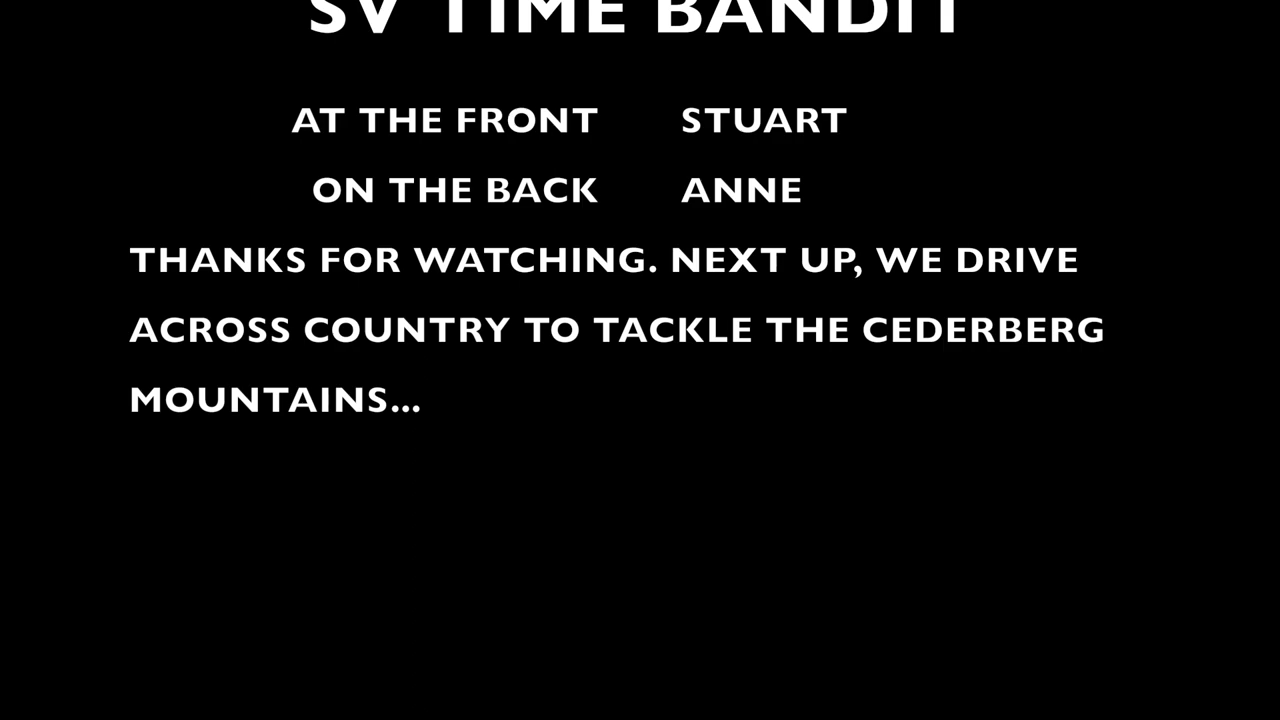 SV TIME BANDIT
AT THE FRONT STUART
ON THE BACK ANNE
THANKS FOR WATCHING. NEXT UP, WE DRIVE
ACROSS COUNTRY TO TACKLE THE CEDERBERG
MOUNTAINS...